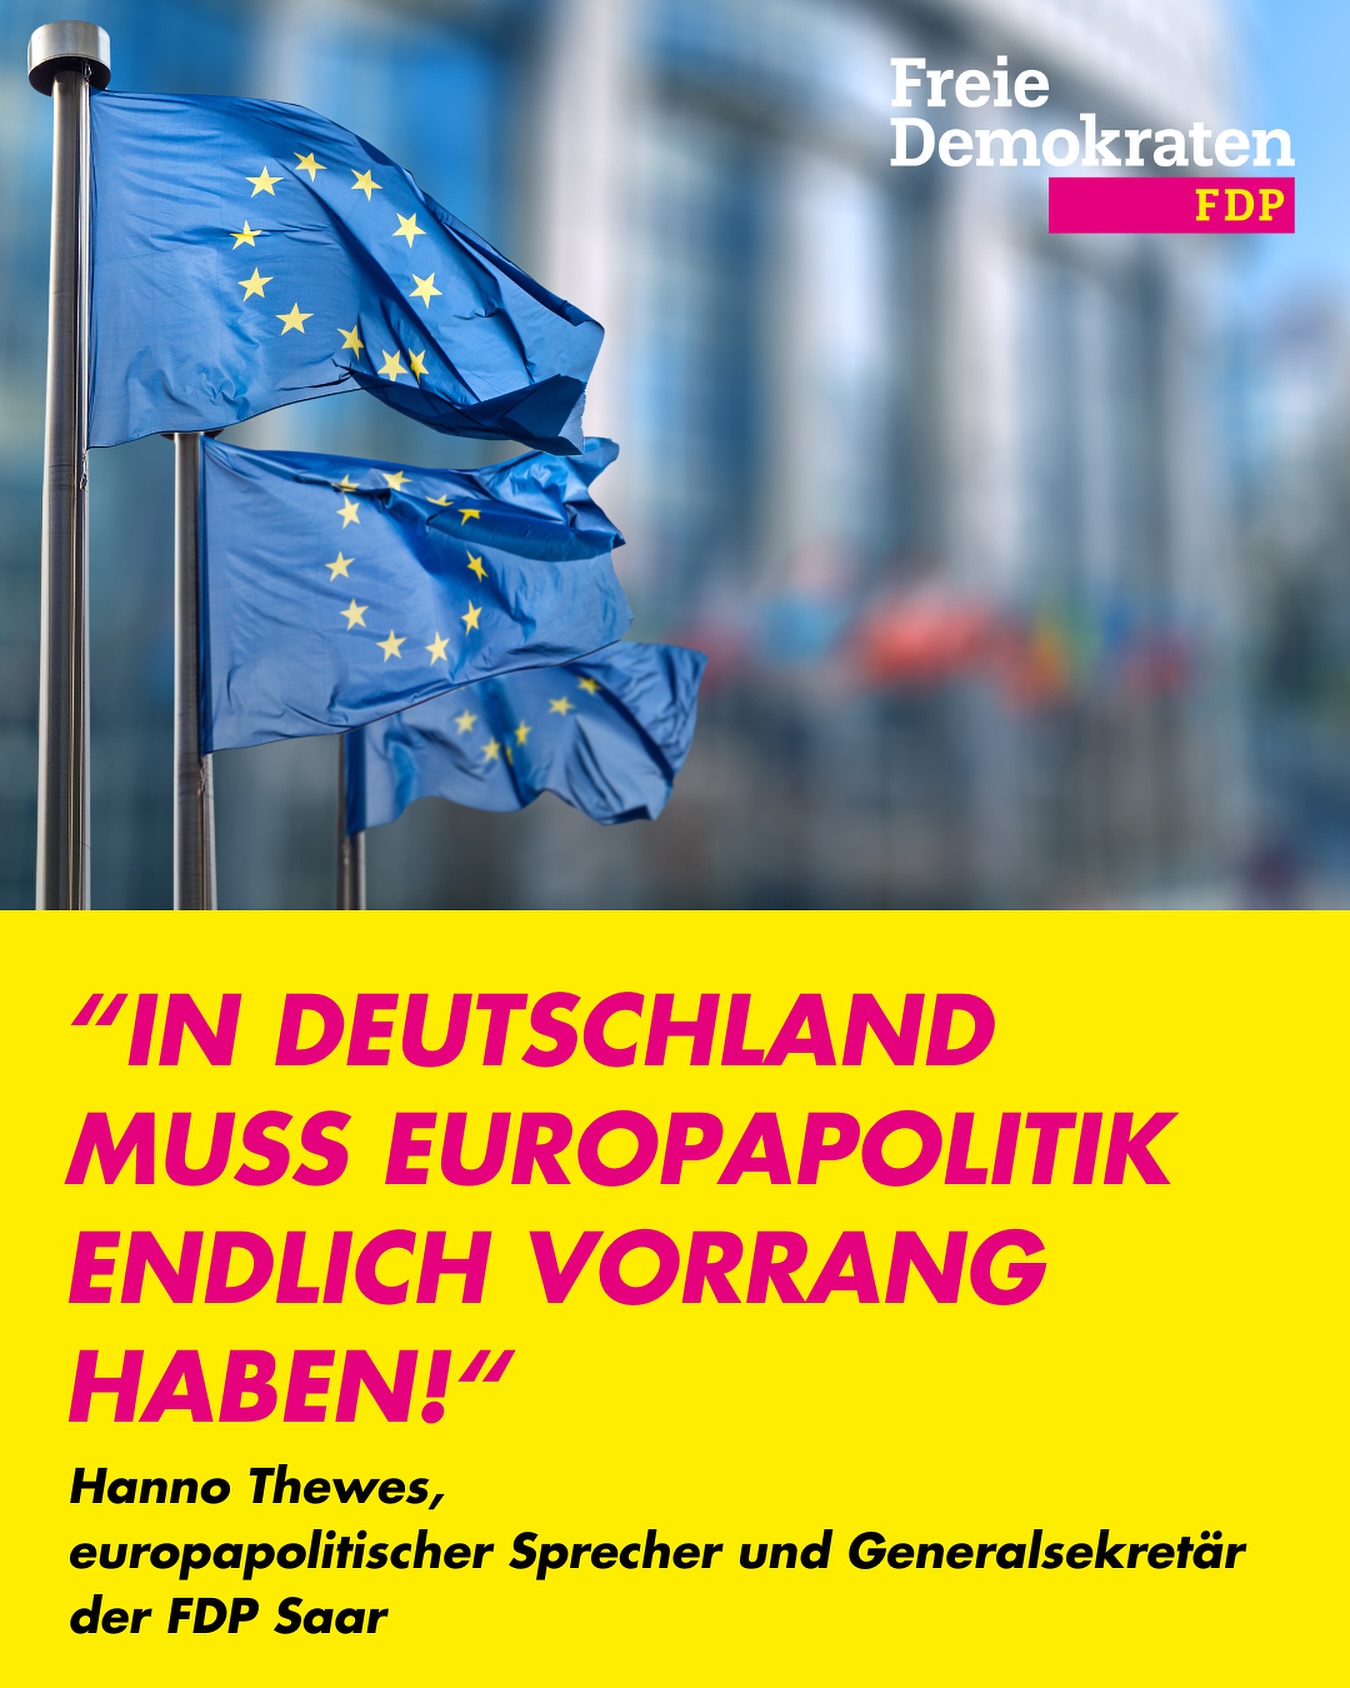 Freie
Demokraten
FDP
“IN DEUTSCHLAND
MUSS EUROPAPOLITIK
ENDLICH VORRANG
HABEN!“
Hanno Thewes,
europapolitischer Sprecher und Generalsekretär
der FDP Saar